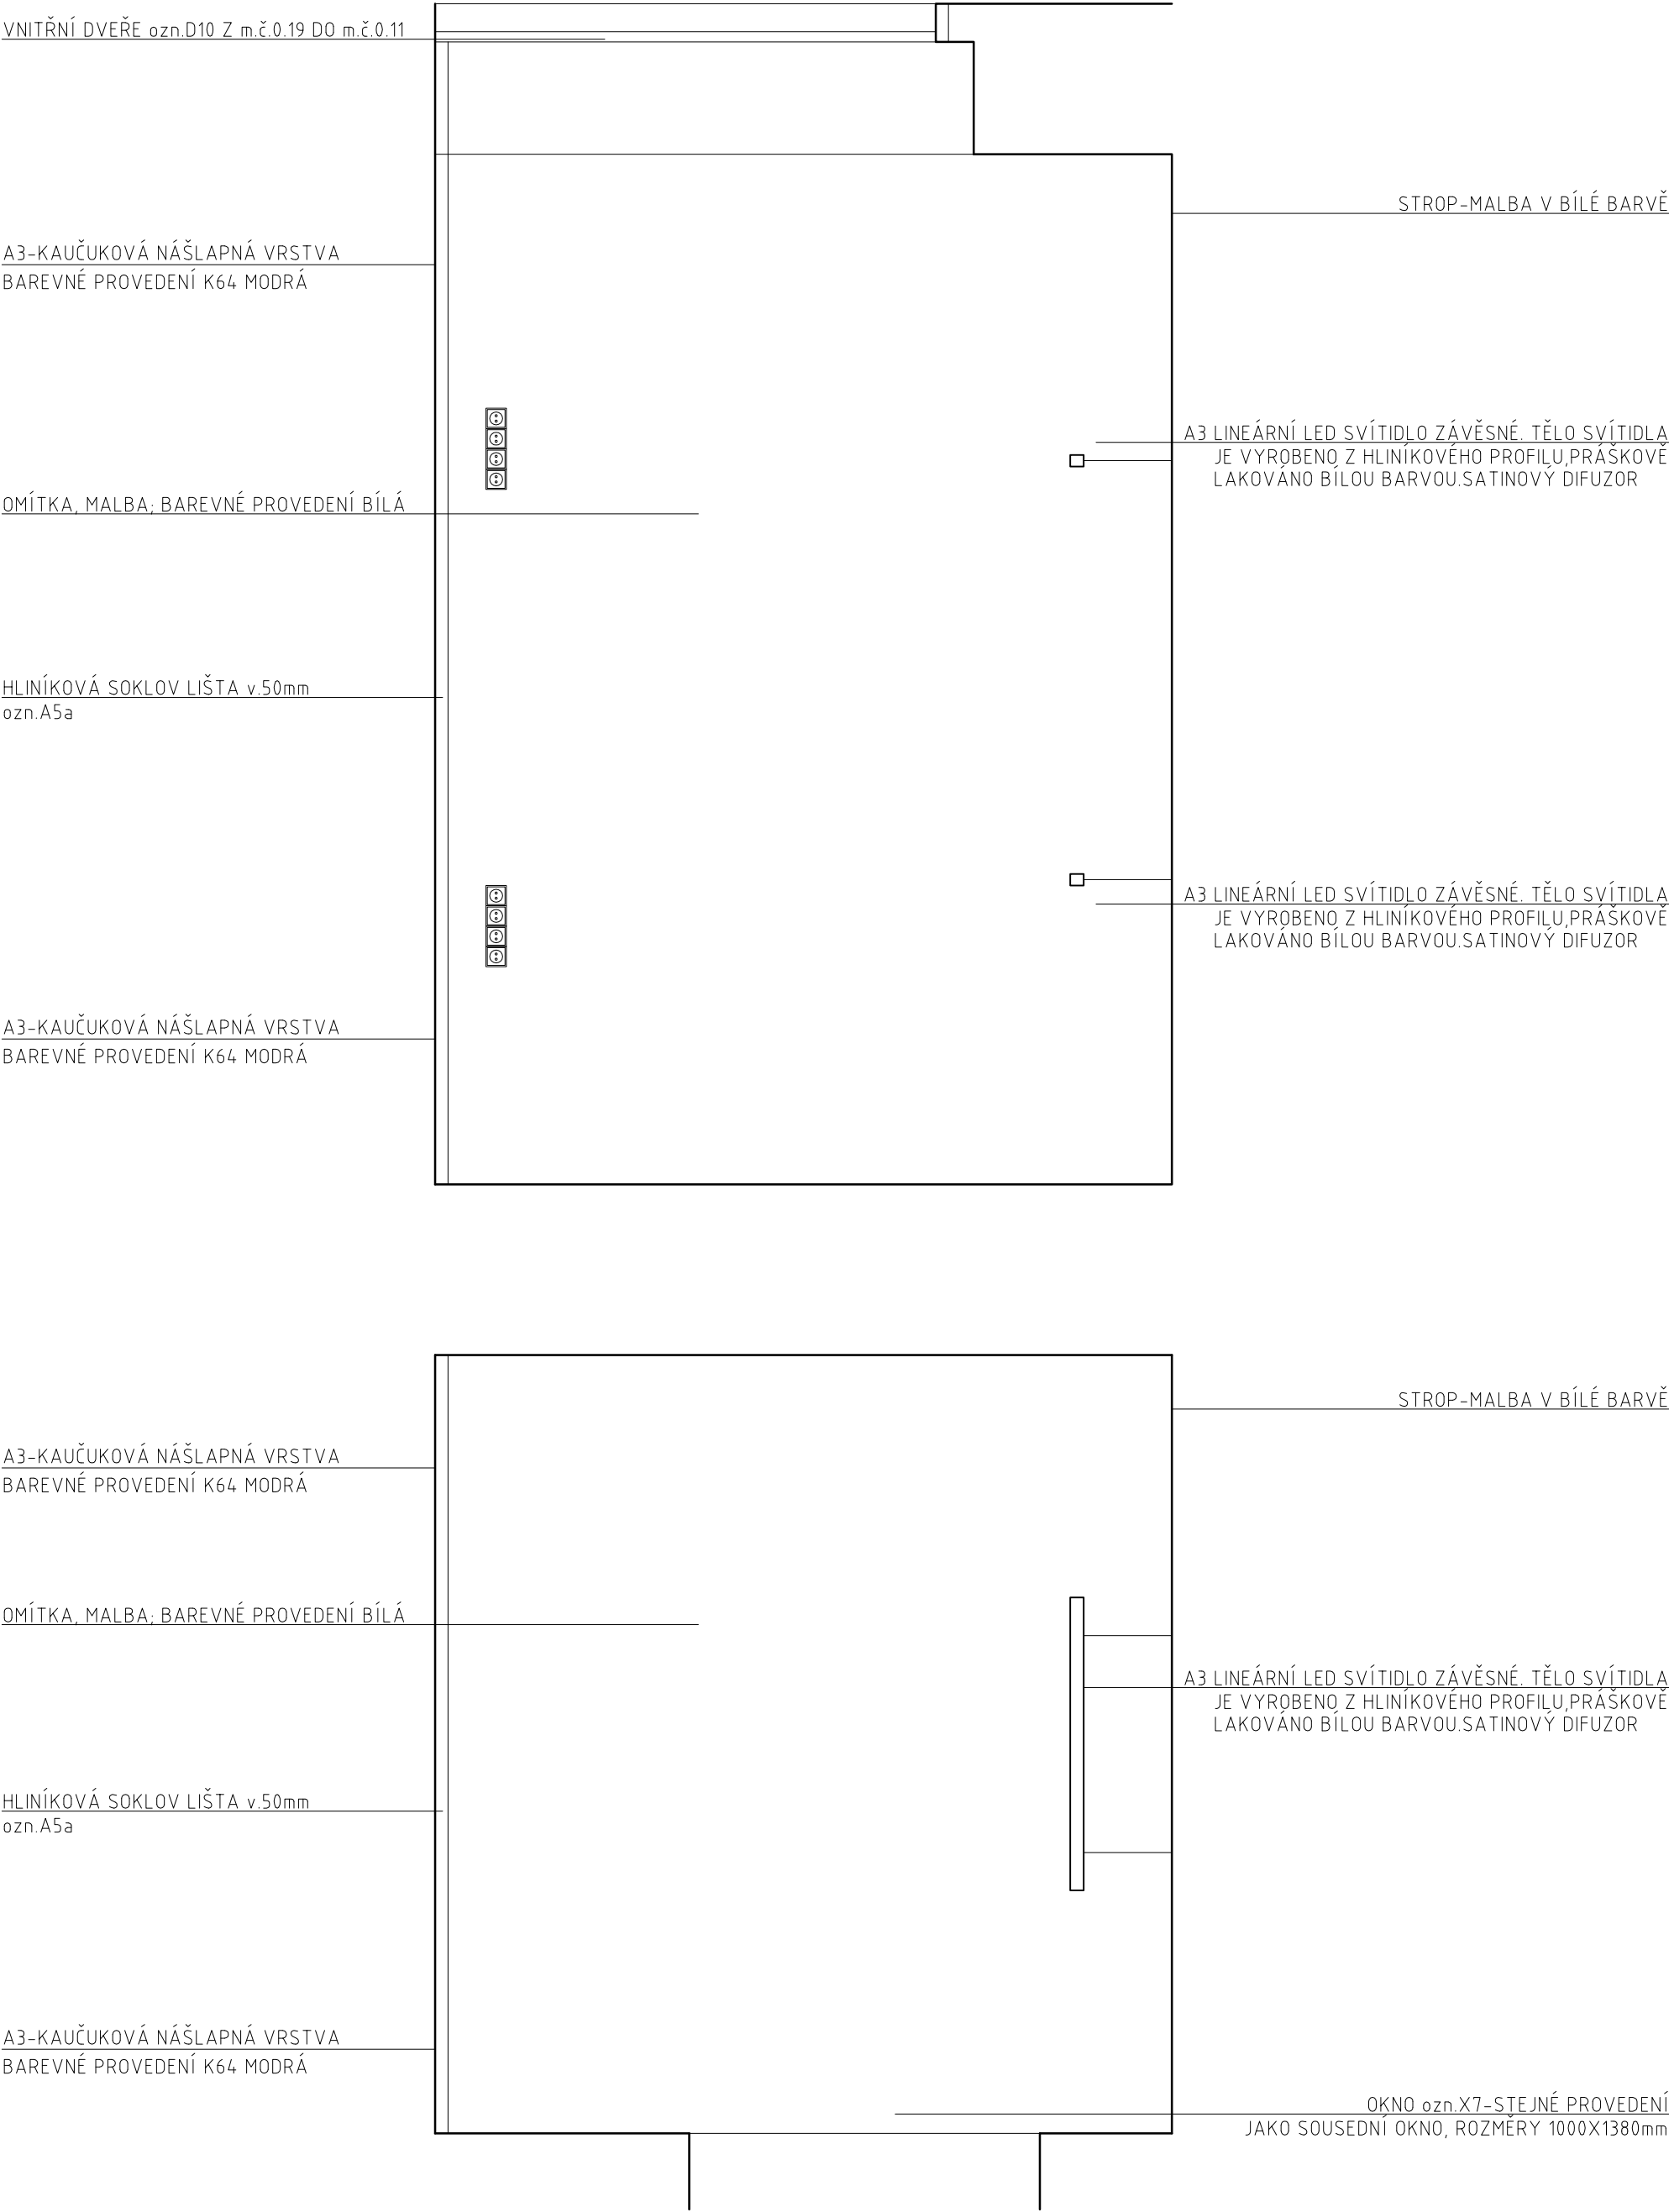 VNITŘNÍ DVEŘE ozn.D10 Z m.č.0.19 DO m.č.0.11
STROP-MALBA V BÍLÉ BARVĚ
A3-KAUČUKOVÁ NÁŠLAPNÁ VRSTVA
BAREVNÉ PROVEDENÍ K64 MODRÁ
A3 LINEÁRNÍ LED SVÍTIDLO ZÁVĚSNÉ. TĚLO SVÍTIDLA
JE VYROBENO Z HLINÍKOVÉHO PROFILU,PRÁŠKOVĚ
LAKOVÁNO BÍLOU BARVOU.SATINOVÝ DIFUZOR
OMÍTKA, MALBA; BAREVNÉ PROVEDENÍ BÍLÁ
HLINÍKOVÁ SOKLOV LIŠTA v.50mm
ozn.A5a
A3 LINEÁRNÍ LED SVÍTIDLO ZÁVĚSNÉ. TĚLO SVÍTIDLA
JE VYROBENO Z HLINÍKOVÉHO PROFILU,PRÁŠKOVĚ
LAKOVÁNO BÍLOU BARVOU.SATINOVÝ DIFUZOR
A3-KAUČUKOVÁ NÁŠLAPNÁ VRSTVA
BAREVNÉ PROVEDENÍ K64 MODRÁ
STROP-MALBA V BÍLÉ BARVĚ
A3-KAUČUKOVÁ NÁŠLAPNÁ VRSTVA
BAREVNÉ PROVEDENÍ K64 MODRÁ
OMÍTKA, MALBA; BAREVNÉ PROVEDENÍ BÍLÁ
A3 LINEÁRNÍ LED SVÍTIDLO ZÁVĚSNÉ. TĚLO SVÍTIDLA
JE VYROBENO Z HLINÍKOVÉHO PROFILU,PRÁŠKOVĚ
LAKOVÁNO BÍLOU BARVOU.SATINOVÝ DIFUZOR
HLINÍKOVÁ SOKLOV LIŠTA v.50mm
ozn.A5a
A3-KAUČUKOVÁ NÁŠLAPNÁ VRSTVA
BAREVNÉ PROVEDENÍ K64 MODRÁ
OKNO ozn.X7-STEJNÉ PROVEDENÍ
JAKO SOUSEDNÍ OKNO, ROZMĚRY 1000X1380mm